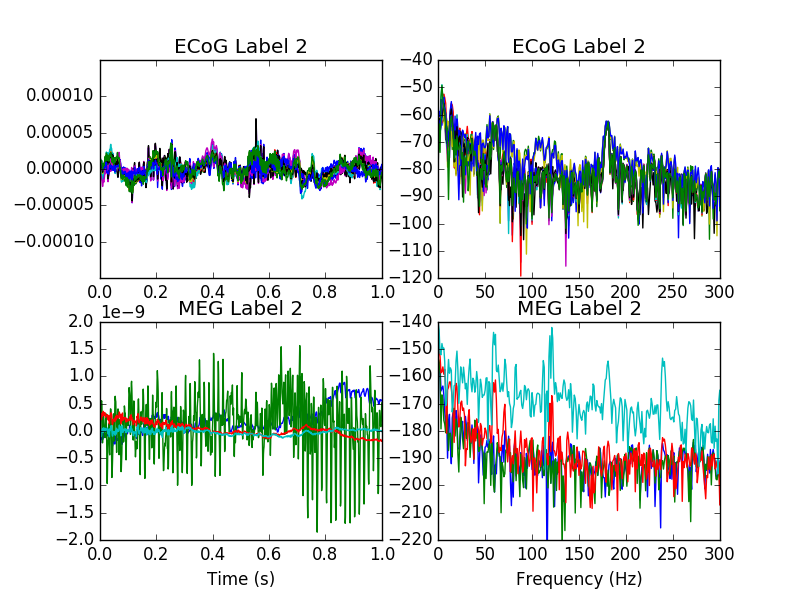 ECoG Label 2
0.00010
0.00005
0.00000
−0.00005
−0.00010
0.0 0.2 0.4 0.6 0.8 1.0
ECoG Label 2
−40
−50
−60
−70
−80
−90
−100
−110
−120
0 50 100 150 200 250 300
1e−9
MEG Label 2
2.0
1.5
1.0
0.5
0.0
−0.5
−1.0
−1.5
−2.0
0.0 0.2 0.4 0.6 0.8 1.0
Time (s)
MEG Label 2
−140
−150
−160
−170
−180
−190
−200
−210
−220
0 50 100 150 200 250 300
Frequency (Hz)